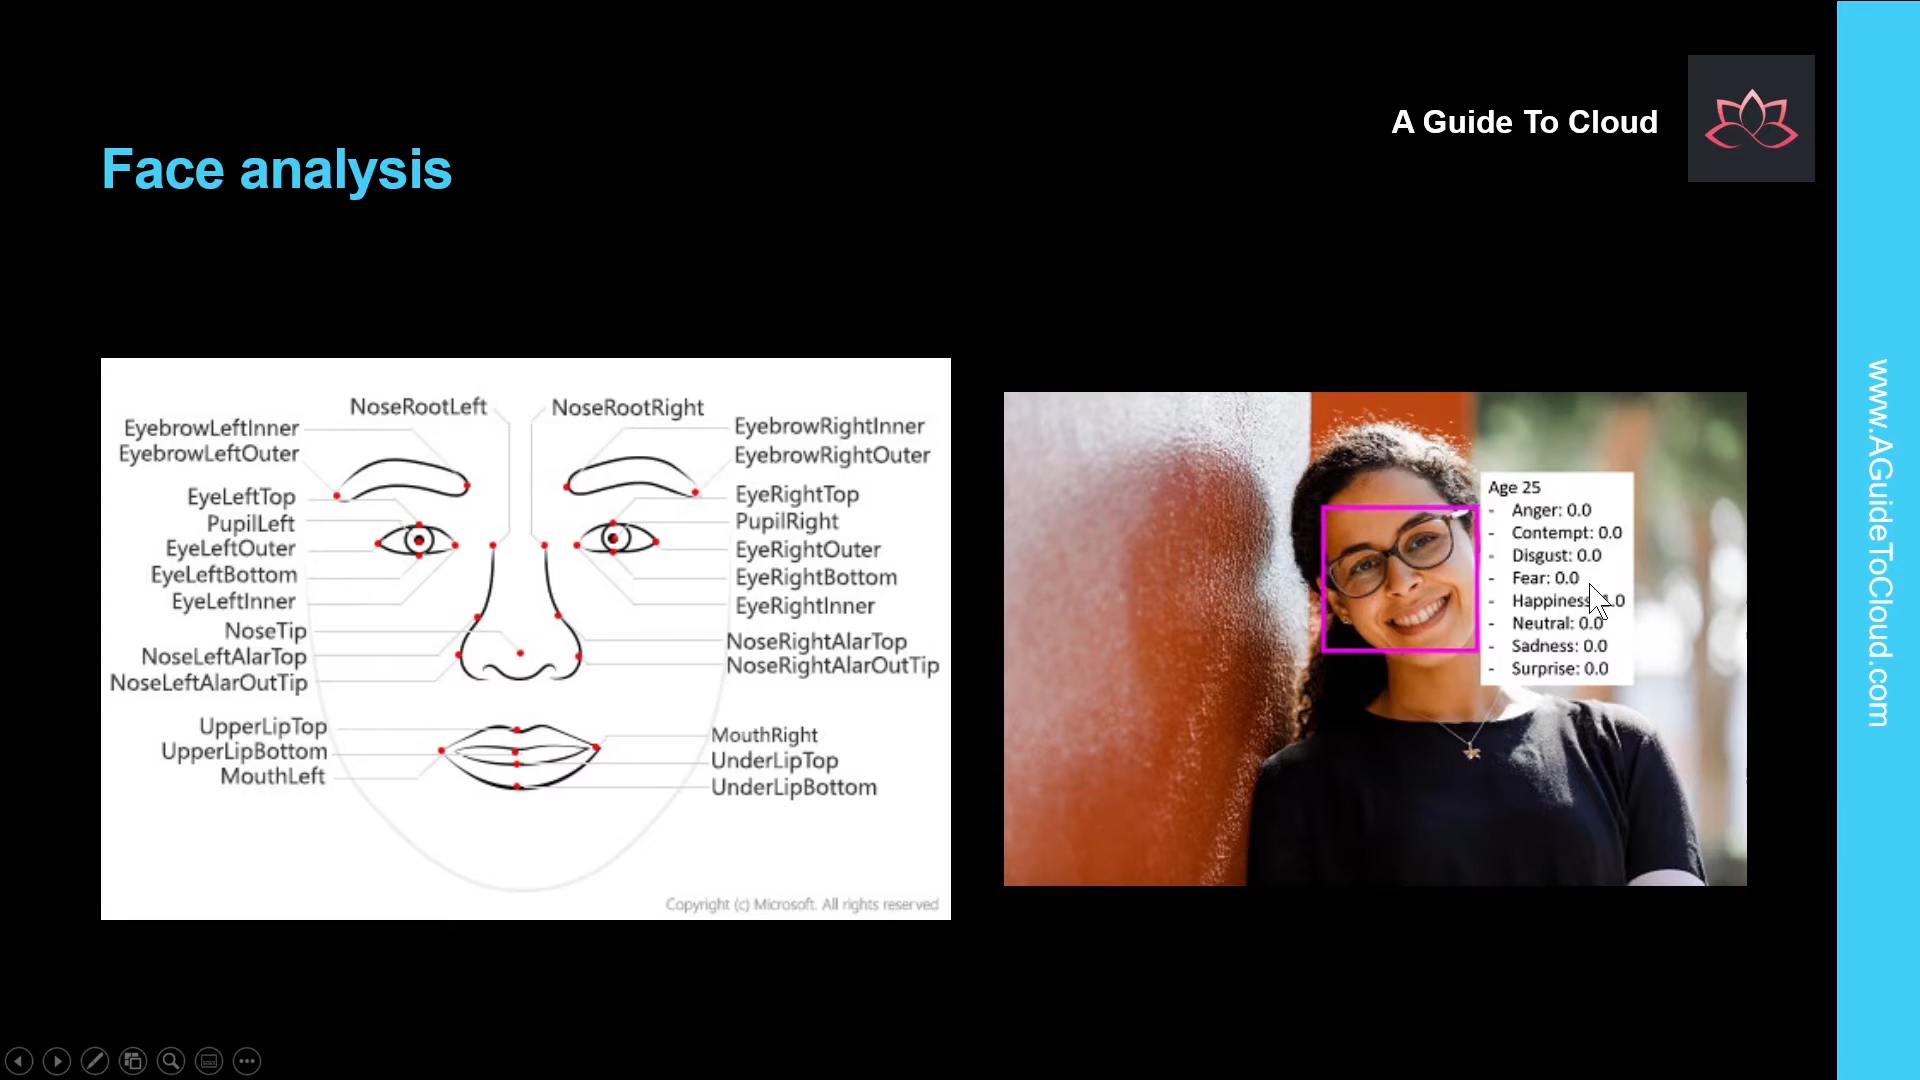 A Guide To Cloud
Face analysis
NoseRootLeft
NoseRootRight
EyebrowLeftInner
EyebrowLeftOuter
EyeLeftTop
PupilLeft
EyeLeftOuter
EyeLeftBottom
EyeLeftInner
NoseTip
NoseLeftAlarTop
NoseLeftAlarOutTip
UpperLipTop
UpperLipBottom
MouthLeft
EyebrowRightInner
EyebrowRightOuter
EyeRightTop
PupilRight
EyeRightOuter
EyeRightBottom
EyeRightInner
NoseRightAlarTop
NoseRightAlarOutTip
MouthRight
UnderLipTop
UnderLipBottom
Copyright (c) Microsoft. All rights reserved
Age 25
- Anger: 0.0
- Contempt: 0.0
- Disgust: 0.0
- Fear: 0.0
- Happiness
- Neutral: 0.0
- Sadness: 0.0
- Surprise: 0.0
www.AGuideToCloud.com